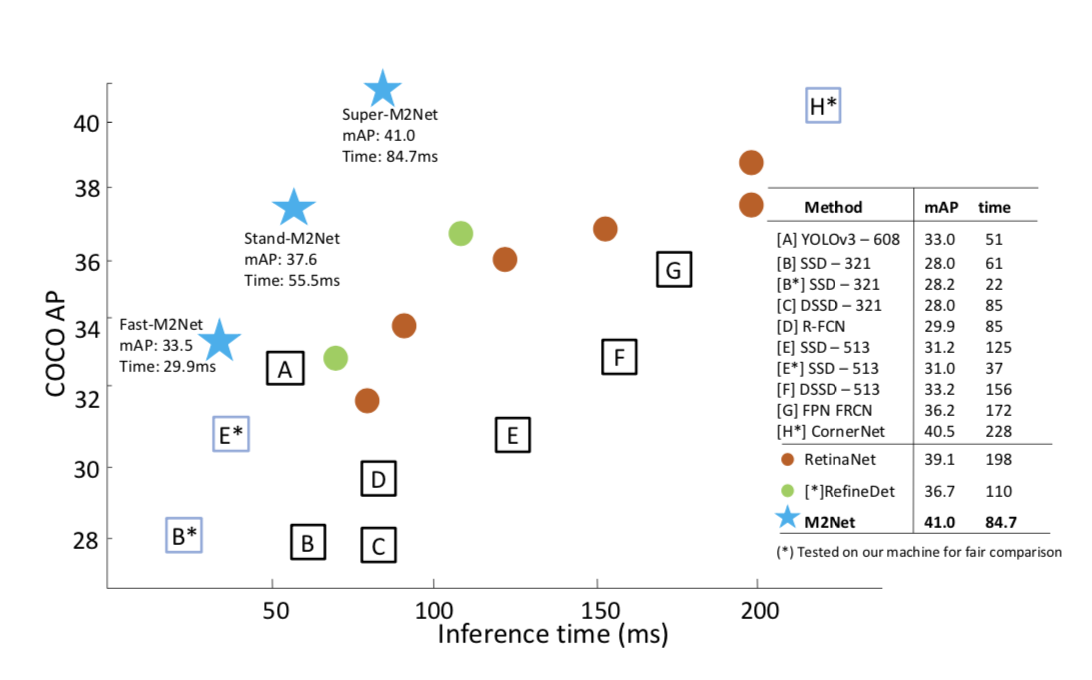 40
38
36
34
32
30
28
COCO AP
50
100
150
200
Inference time (ms)
Super-M2Net
mAP: 41.0
Time: 84.7ms
Stand-M2Net
mAP: 37.6
Time: 55.5ms
Fast-M2Net
mAP: 33.5
Time: 29.9ms
H*
G
F
A
E*
E
D
B*
B
C
Method mAP time
[A] YOLOv3 – 608 33.0 51
[B] SSD – 321 28.0 61
[B*] SSD – 321 28.2 22
[C] DSSD – 321 28.0 85
[D] R-FCN 29.9 85
[E] SSD – 513 31.2 125
[E*] SSD – 513 31.0 37
[F] DSSD – 513 33.2 156
[G] FPN FRCN 36.2 172
[H*] CornerNet 40.5 228
RetinaNet 39.1 198
[*]RefineDet 36.7 110
M2Net 41.0 84.7
(*) Tested on our machine for fair comparison